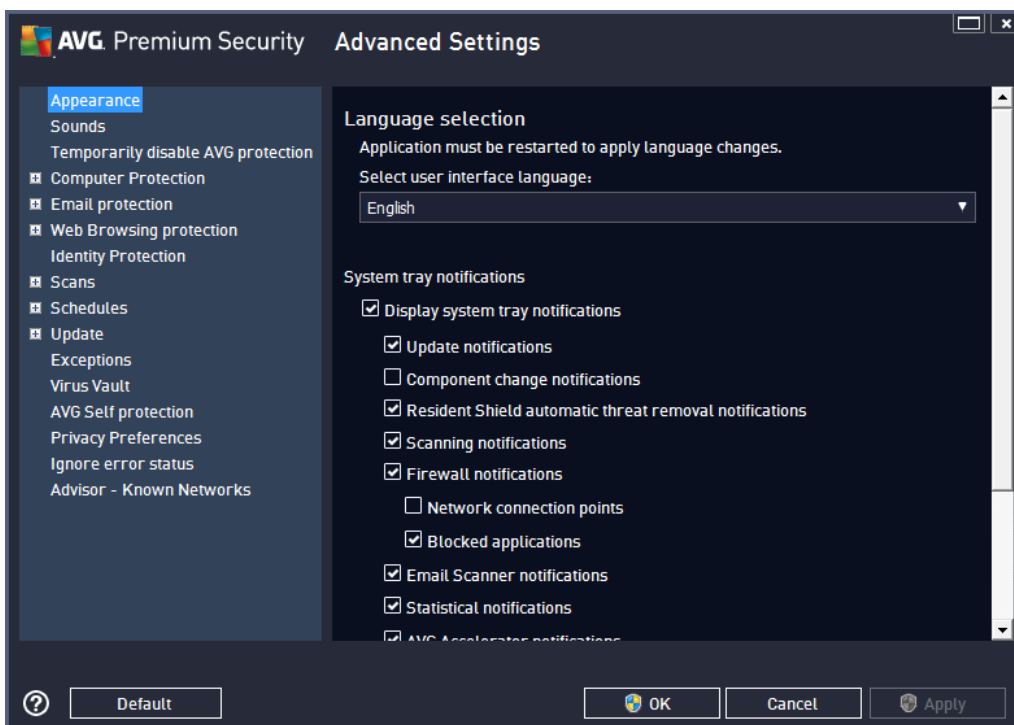 AVG. Premium Security Advanced Settings
Appearance
Sounds
Temporarily disable AVG protection
Computer Protection
Email protection
Web Browsing protection
Identity Protection
Scans
Schedules
Update
Exceptions
Virus Vault
AVG Self protection
Privacy Preferences
Ignore error status
Advisor - Known Networks
Language selection
Application must be restarted to apply language changes.
Select user interface language:
English
System tray notifications
Display system tray notifications
Update notifications
Component change notifications
Resident Shield automatic threat removal notifications
Scanning notifications
Firewall notifications
Network connection points
Blocked applications
Email Scanner notifications
Statistical notifications
AVG Accelerator notifications
Default
OK
Cancel
Apply